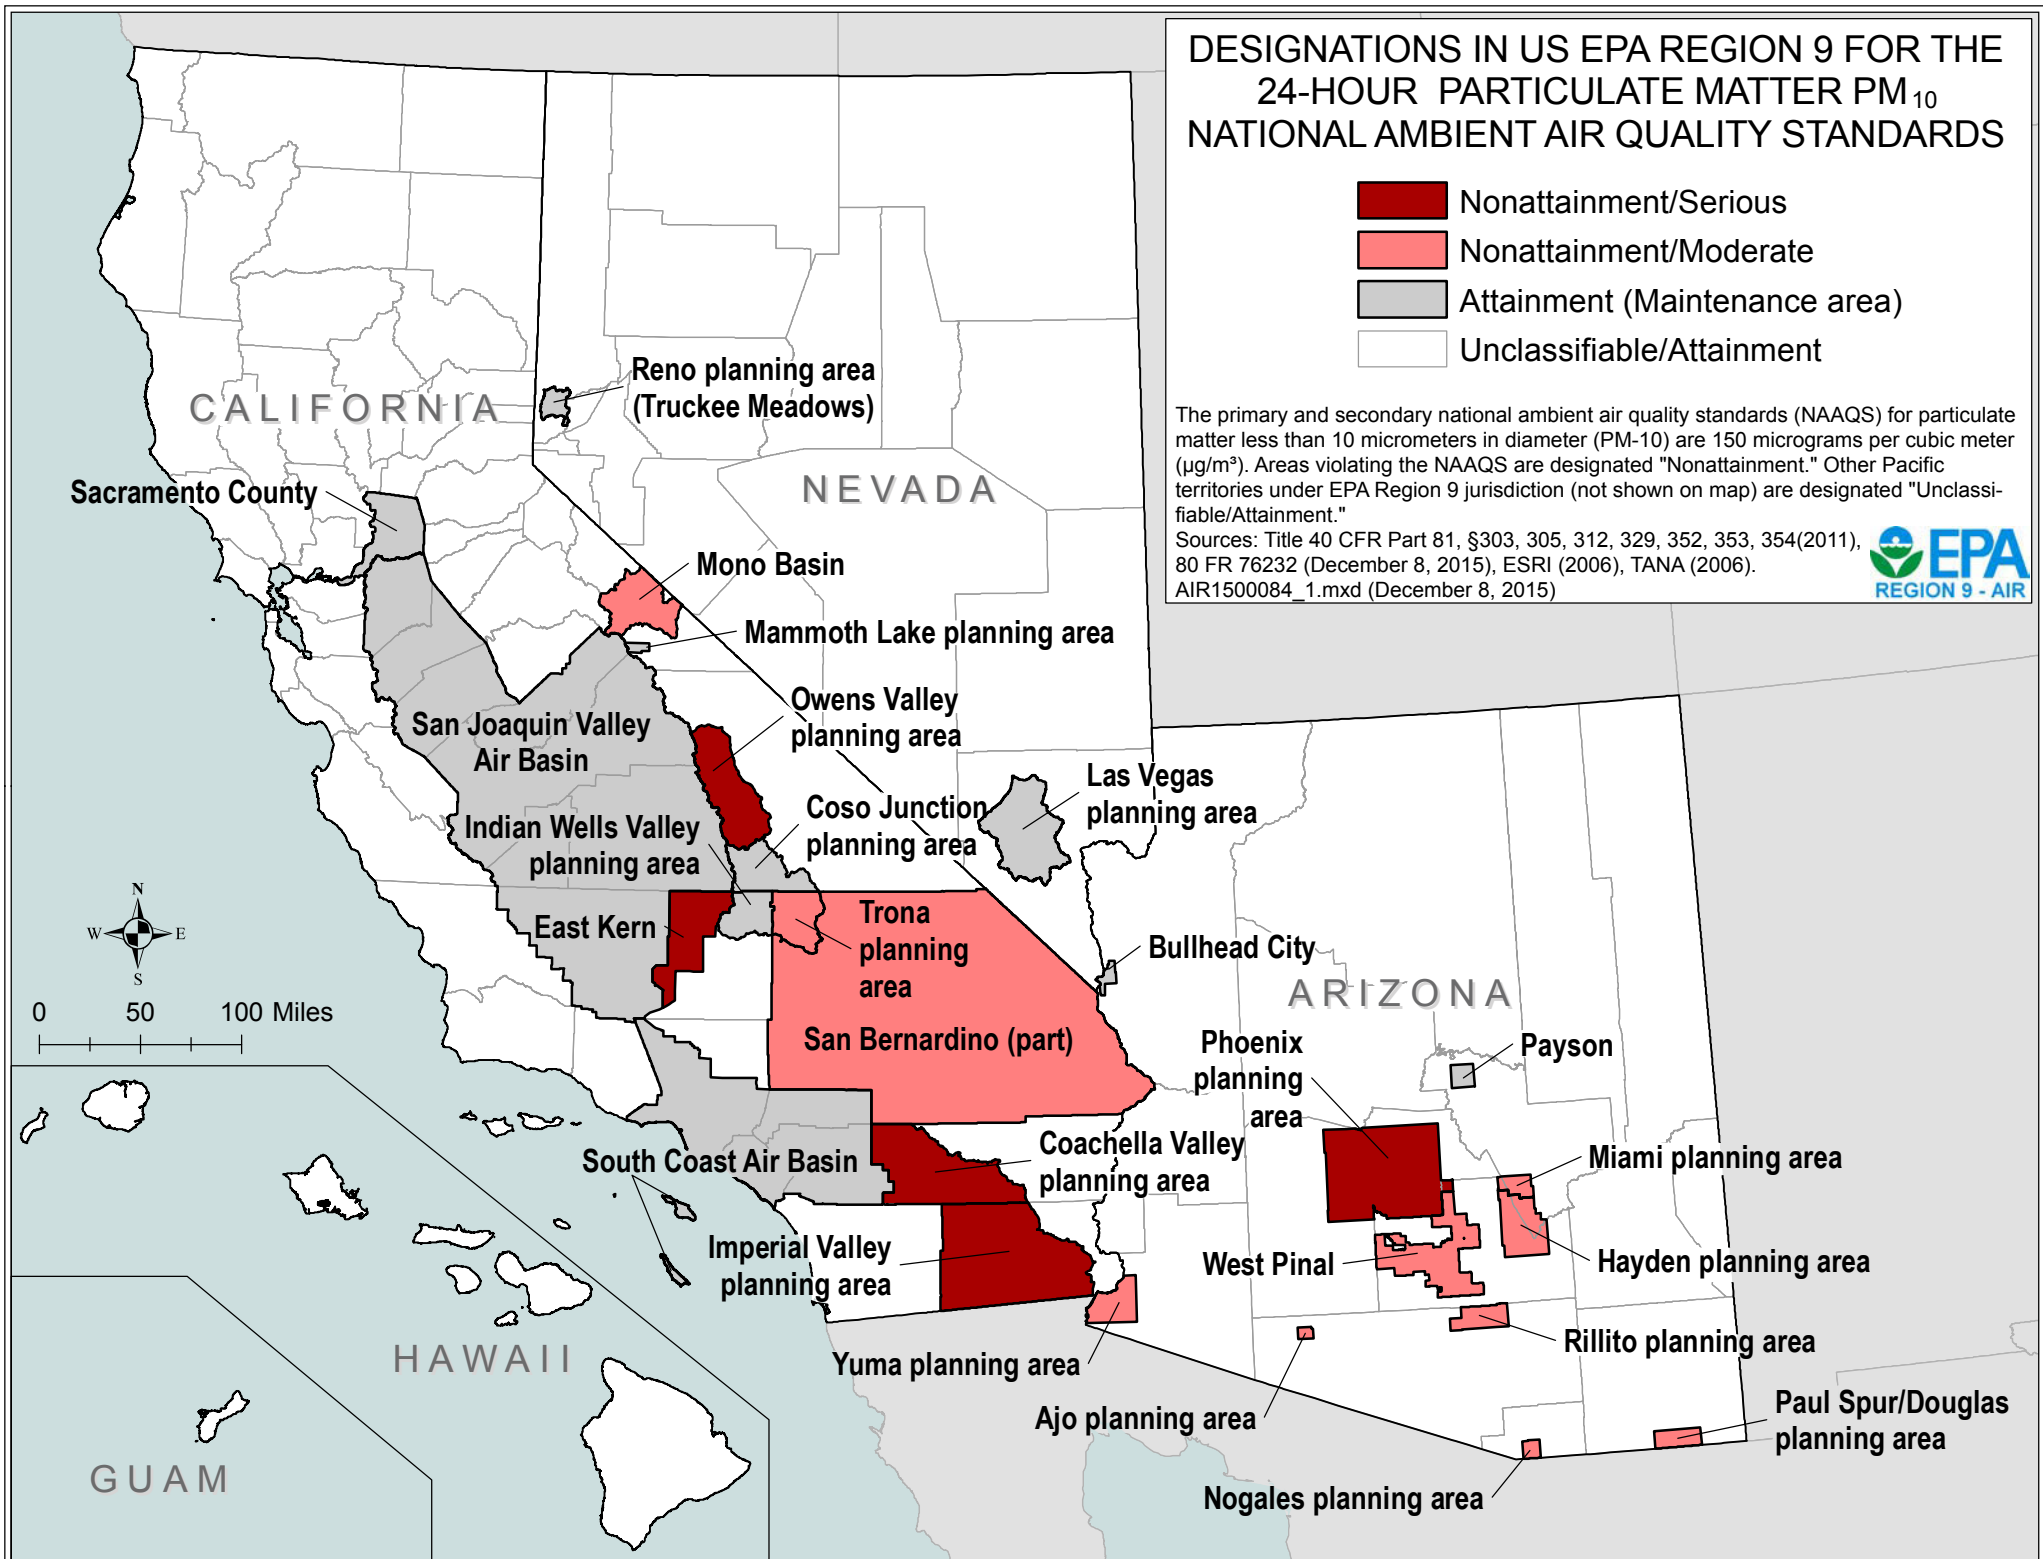 DESIGNATIONS IN US EPA REGION 9 FOR THE
24-HOUR PARTICULATE MATTER PM10
NATIONAL AMBIENT AIR QUALITY STANDARDS
Nonattainment/Serious
Nonattainment/Moderate
Attainment (Maintenance area)
Unclassifiable/Attainment
The primary and secondary national ambient air quality standards (NAAQS) for particulate
matter less than 10 micrometers in diameter (PM-10) are 150 micrograms per cubic meter
(µg/m³). Areas violating the NAAQS are designated "Nonattainment." Other Pacific
territories under EPA Region 9 jurisdiction (not shown on map) are designated "Unclassi-
fiable/Attainment."
Sources: Title 40 CFR Part 81, §303, 305, 312, 329, 352, 353, 354(2011),
80 FR 76232 (December 8, 2015), ESRI (2006), TANA (2006).
AIR1500084_1.mxd (December 8, 2015)
EPA
REGION 9 - AIR
Reno planning area
(Truckee Meadows)
CALIFORNIA
NEVADA
Sacramento County
Mono Basin
Mammoth Lake planning area
Owens Valley
planning area
San Joaquin Valley
Air Basin
Las Vegas
planning area
Coso Junction
planning area
Indian Wells Valley
planning area
East Kern
Trona
planning
area
Bullhead City
ARIZONA
N
W
E
S
0 50 100 Miles
San Bernardino (part)
Phoenix
planning
area
Payson
Coachella Valley
planning area
South Coast Air Basin
Miami planning area
Imperial Valley
planning area
West Pinal
Hayden planning area
Rillito planning area
Yuma planning area
HAWAII
Ajo planning area
Paul Spur/Douglas
planning area
GUAM
Nogales planning area